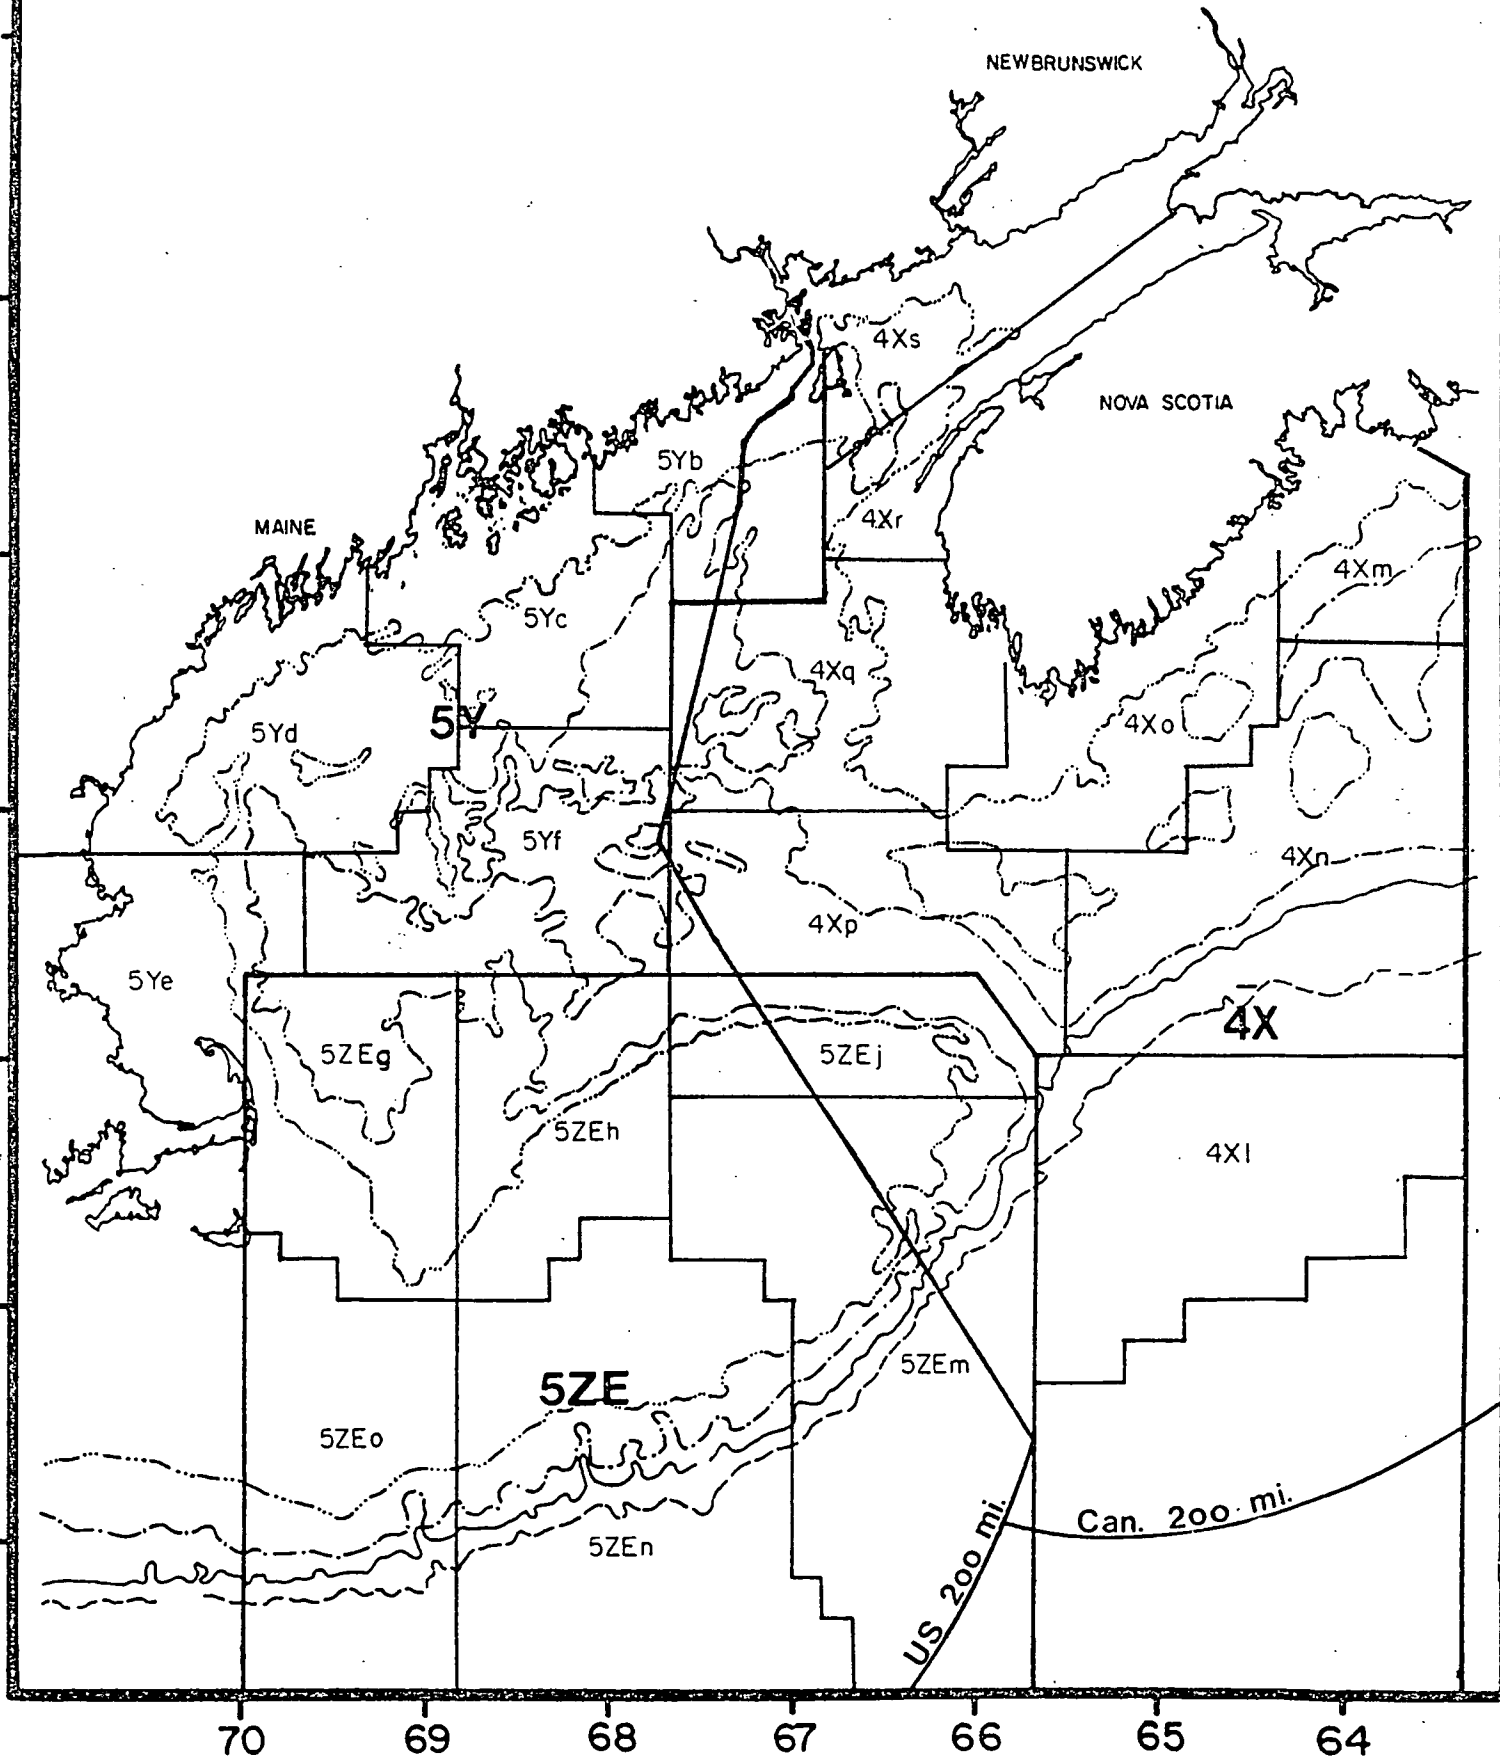 NEWBRUNSWICK
4Xs
NOVA SCOTIA
5Yb
4Xr
MAINE
4Xm
5Yc
4Xq
5Y
5Yd
4Xo
5Yf
4Xn
4Xp
5Ye
4X
5ZEg
5ZEj
5ZEh
4Xl
5ZEm
5ZE
5ZEo
Can. 200 mi.
5ZEn
US 200 mi.
70 69 68 67 66 65 64